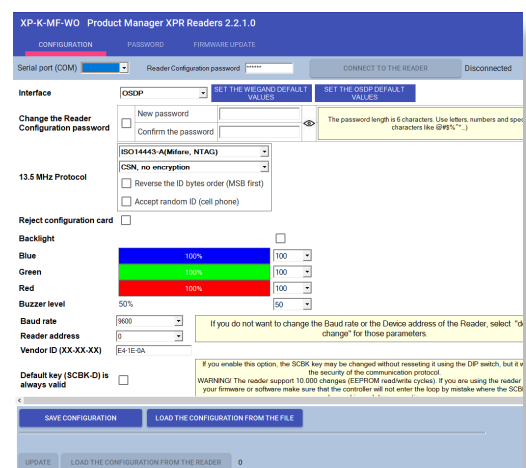 XP-K-MF-WO Product Manager XPR Readers 2.2.1.0
CONFIGURATION PASSWORD FIRMWARE UPDATE
Serial port (COM) Reader Configuration password ****** CONNECT TO THE READER Disconnected
Interface OSDP SET THE WIEGAND DEFAULT VALUES SET THE OSDP DEFAULT VALUES
Change the Reader Configuration password
New password
Confirm the password
The password length is 6 characters. Use letters, numbers and spec
characters like @#$%^*..)
ISO14443-A(Mifare, NTAG)
CSN, no encryption
13.5 MHz Protocol
Reverse the ID bytes order (MSB first)
Accept random ID (cell phone)
Reject configuration card
Backlight
Blue 100% 100
Green 100% 100
Red 100% 100
Buzzer level 50% 50
Baud rate 9600
Reader address 0
If you do not want to change the Baud rate or the Device address of the Reader, select "d
change" for those parameters.
Vendor ID (XX-XX-XX) E4-1E-0A
Default key (SCBK-D) is
always valid
If you enable this option, the SCBK key may be changed without resseting it using the DIP switch, but it w
the security of the communication protocol.
WARNING! The reader support 10.000 changes (EEPROM read/write cycles). If you are using the reader
your firmware or software make sure that the controller will not enter the loop by mistake where the SCB
SAVE CONFIGURATION LOAD THE CONFIGURATION FROM THE FILE
UPDATE LOAD THE CONFIGURATION FROM THE READER 0